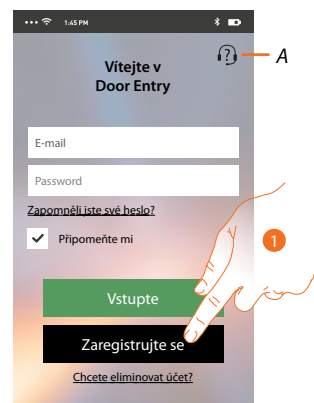 1:45 PM
A
Vítejte v
Door Entry
E-mail
Password
Zapomněli jste své heslo?
Připomeňte mi
1
Vstupte
Zaregistrujte se
Chcete eliminovat účet?